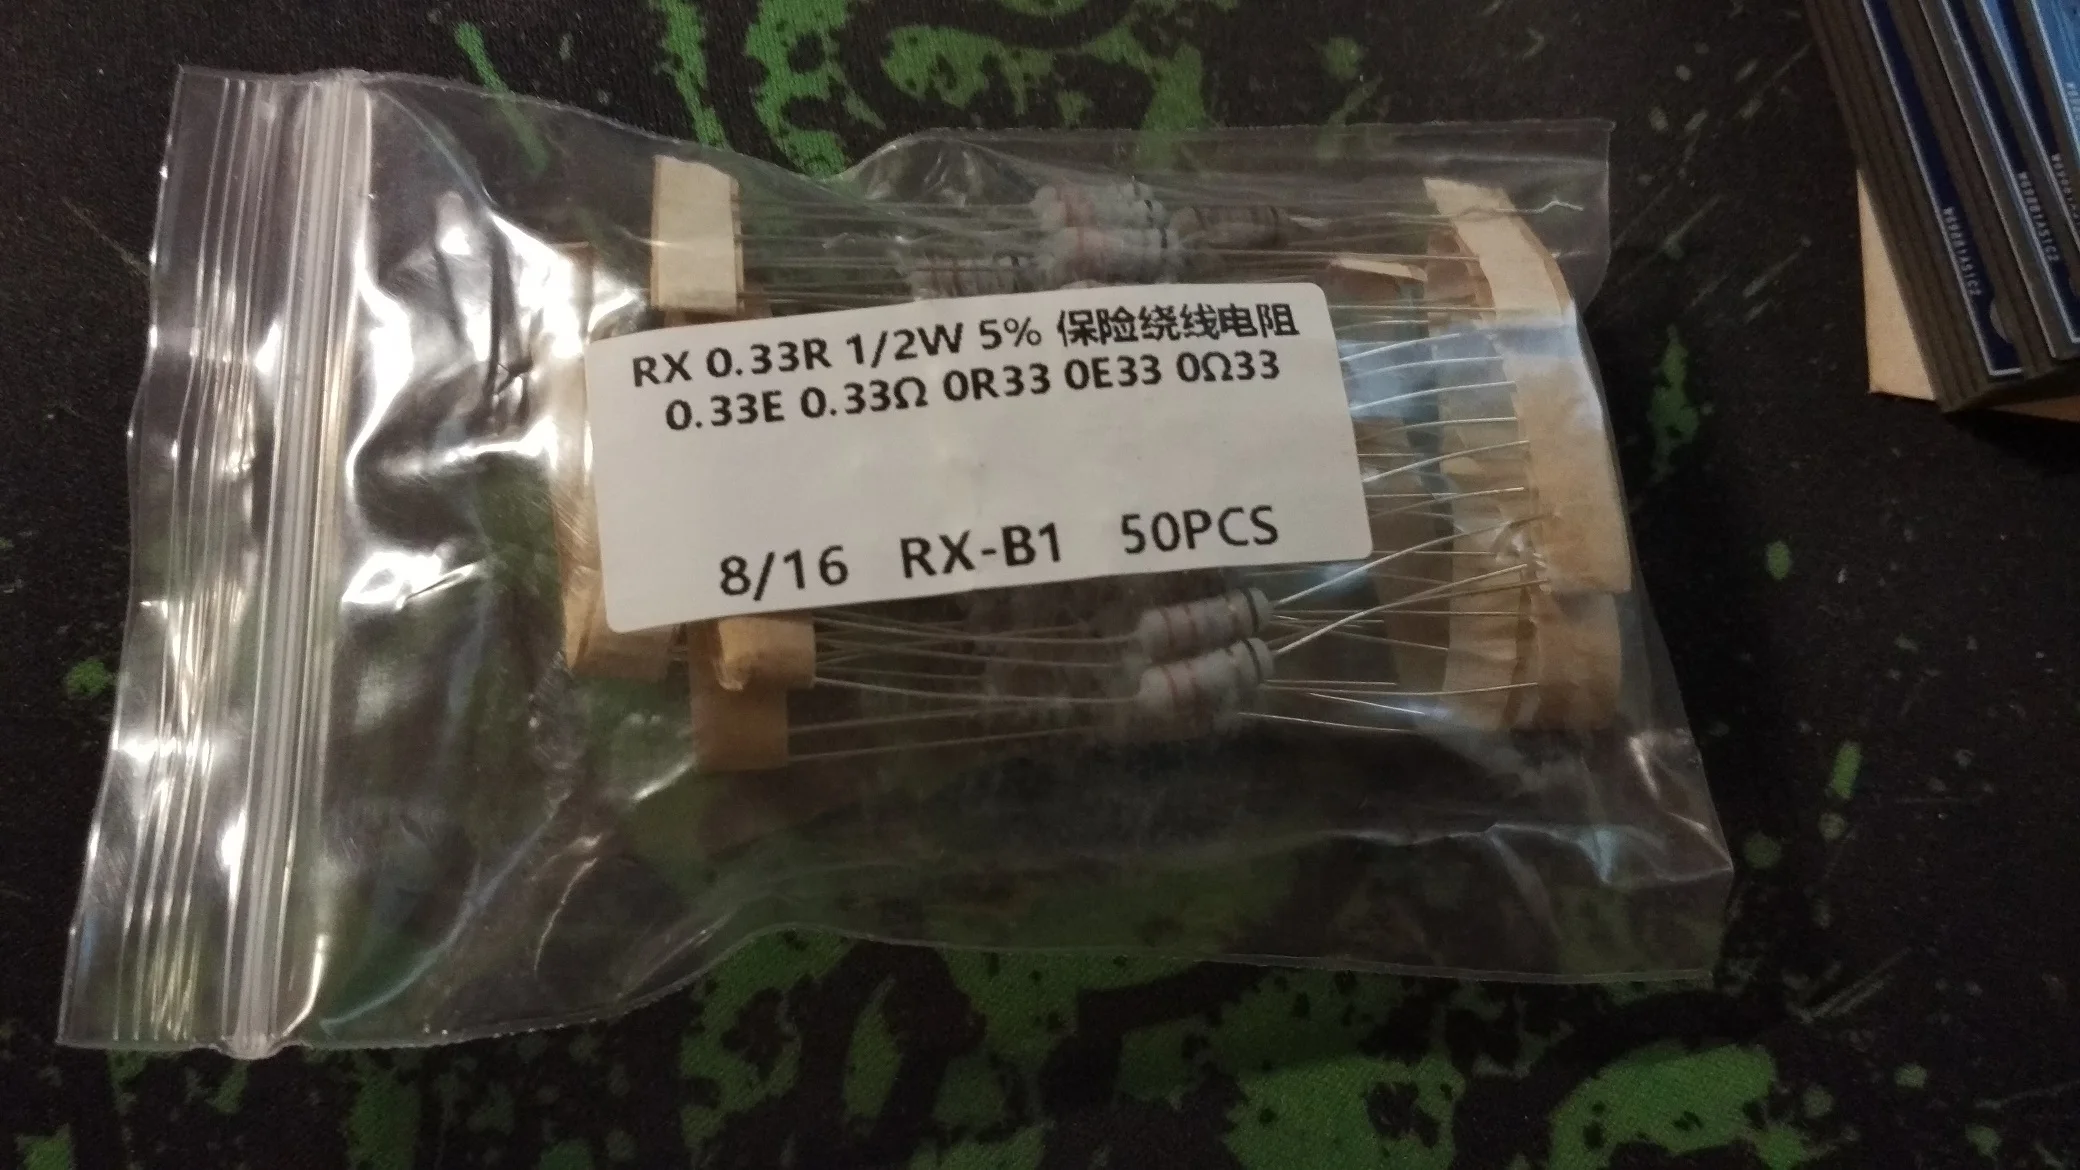 RX 0.33R 1/2W 5% 保险绕线电阻
0.33E 0.33Ω 0R33 0E33 0Ω33
8/16 RX-B1 50PCS